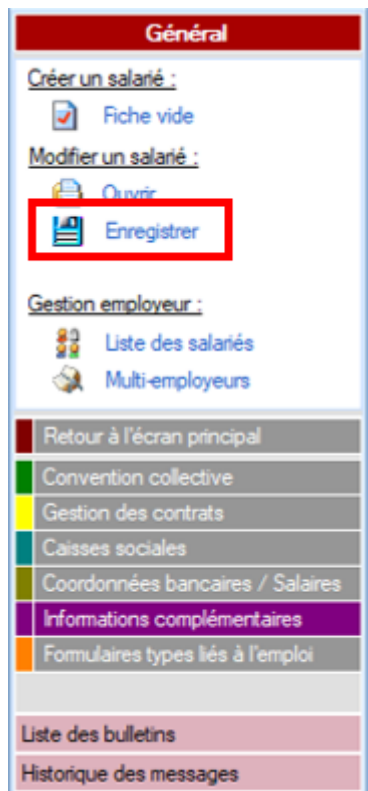 Général
Créer un salarié :
Fiche vide
Modifier un salarié :
Ouvrir
Enregistrer
Gestion employeur :
Liste des salariés
Multi-employeurs
Retour à l'écran principal
Convention collective
Gestion des contrats
Caisses sociales
Coordonnées bancaires / Salaires
Informations complémentaires
Formulaires types liés à l'emploi
Liste des bulletins
Historique des messages